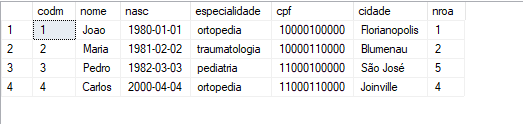 codm nome nasc especialidade cpf cidade nroa
1 1 Joao 1980-01-01 ortopedia 10000100000 Florianopolis 1
2 2 Maria 1981-02-02 traumatologia 10000110000 Blumenau 2
3 3 Pedro 1982-03-03 pediatria 11000100000 São José 5
4 4 Carlos 2000-04-04 ortopedia 11000110000 Joinville 4